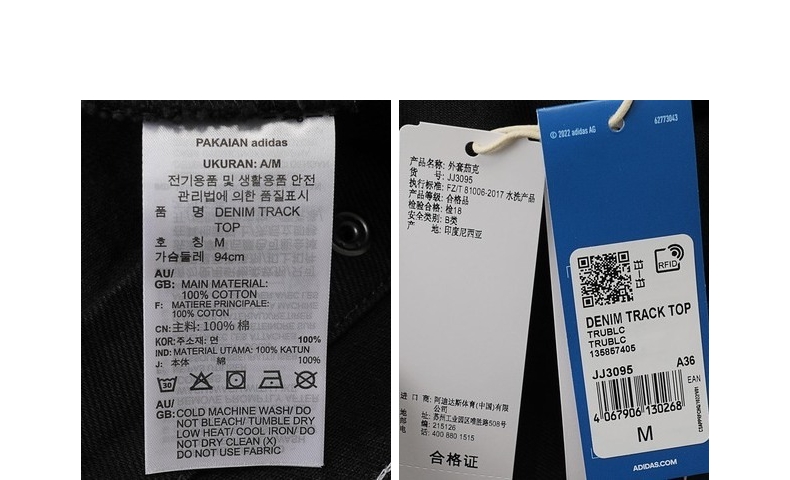 PAKAIAN adidas
UKURAN: A/M
전기용품 및 생활용품 안전
관리법에 의한 품질표시
품 명 DENIM TRACK
TOP
호 칭 M
가슴둘레 94cm
AU/
GB: MAIN MATERIAL:
100% COTTON
F: MATIERE PRINCIPALE:
100% COTON
CN: 主料: 100% 棉
KOR: 주소재: 면 100%
IND: MATERIAL UTAMA: 100% KATUN
J: 本体 綿 100%
30
AU/
GB: COLD MACHINE WASH/ DO
NOT BLEACH/ TUMBLE DRY
LOW HEAT/ COOL IRON/ DO
NOT DRY CLEAN (X)
DO NOT USE FABRIC
产品名称: 外套茄克
货 号: JJ3095
执行标准: FZ/T 81006-2017 水洗产品
产品等级: 合格品
检验合格: 检18
安全类别: B类
产 地: 印度尼西亚
进 口 商: 阿迪达斯体育(中国)有限
公司
地 址: 苏州工业园区唯胜路508号
邮 编: 215126
电 话: 400 880 1515
合格证
© 2022 adidas AG
62773043
RFID
DENIM TRACK TOP
TRUBLC
TRUBLC
135857405
JJ3095 A36
EAN
4 067906 130268
M
ADIDAS.COM